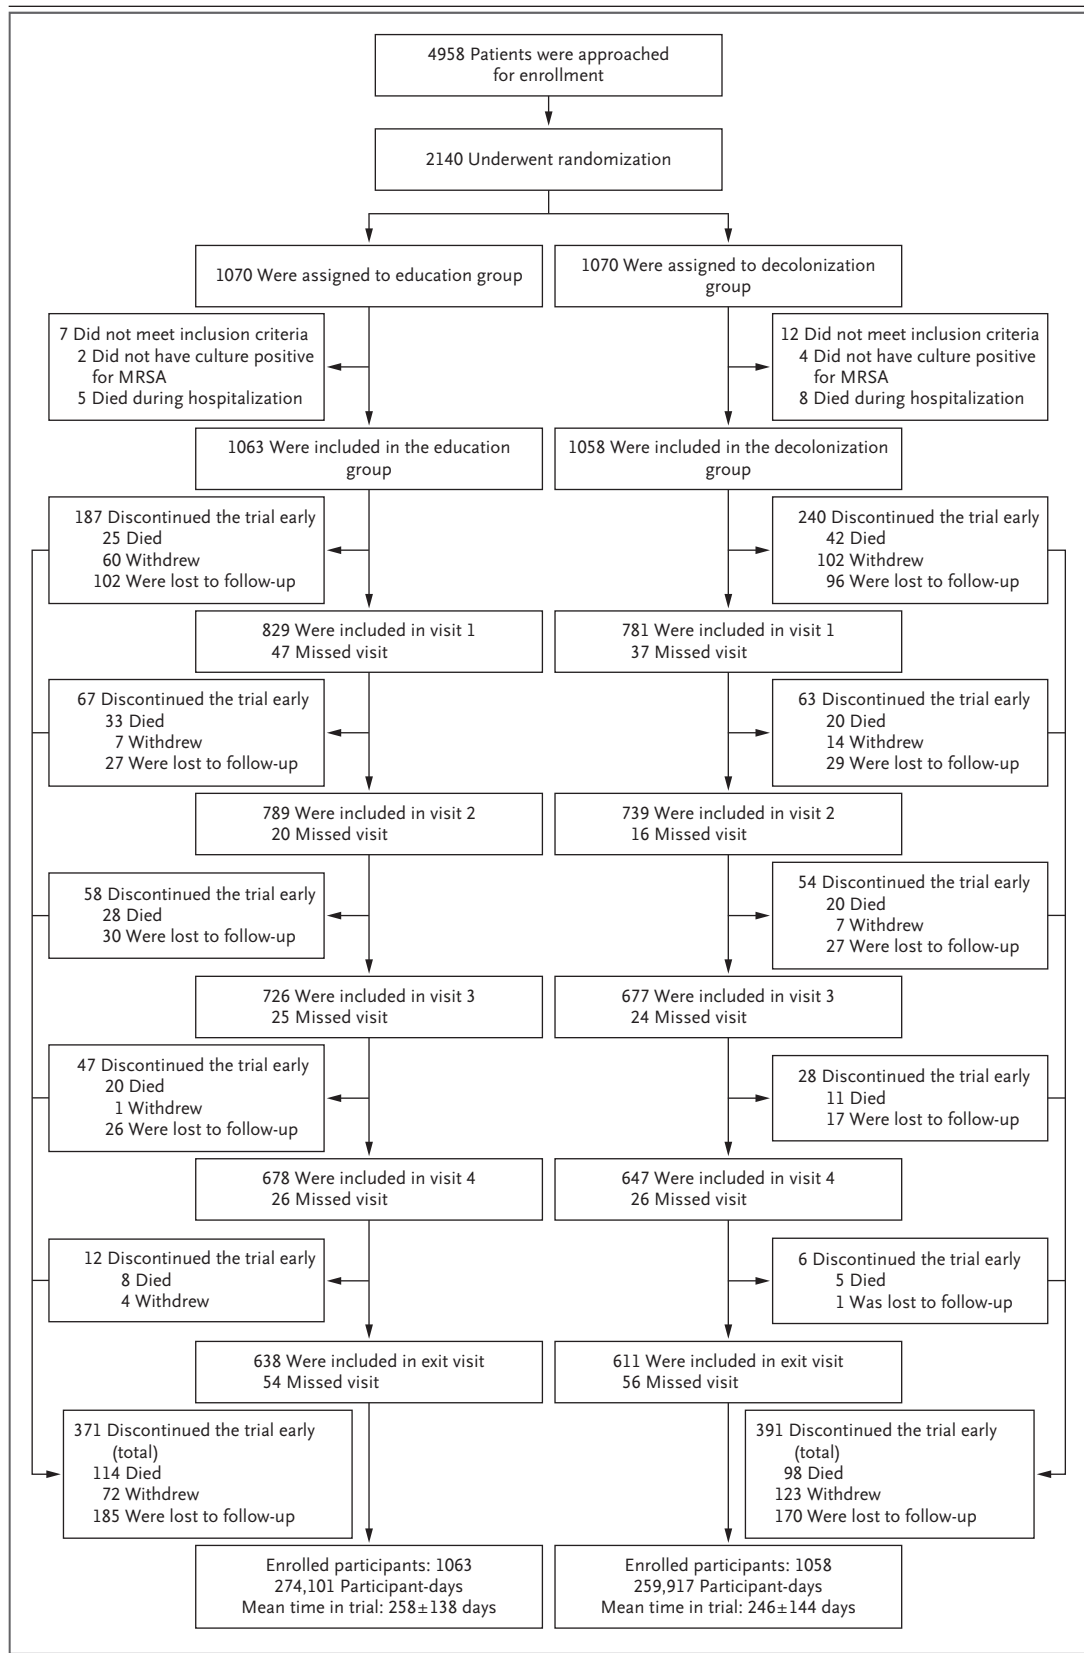 4958 Patients were approached
for enrollment
2140 Underwent randomization
1070 Were assigned to education group
1070 Were assigned to decolonization
group
7 Did not meet inclusion criteria
2 Did not have culture positive
for MRSA
5 Died during hospitalization
12 Did not meet inclusion criteria
4 Did not have culture positive
for MRSA
8 Died during hospitalization
1063 Were included in the education
group
1058 Were included in the decolonization
group
187 Discontinued the trial early
25 Died
60 Withdrew
102 Were lost to follow-up
240 Discontinued the trial early
42 Died
102 Withdrew
96 Were lost to follow-up
829 Were included in visit 1
47 Missed visit
781 Were included in visit 1
37 Missed visit
67 Discontinued the trial early
33 Died
7 Withdrew
27 Were lost to follow-up
63 Discontinued the trial early
20 Died
14 Withdrew
29 Were lost to follow-up
789 Were included in visit 2
20 Missed visit
739 Were included in visit 2
16 Missed visit
58 Discontinued the trial early
28 Died
30 Were lost to follow-up
54 Discontinued the trial early
20 Died
7 Withdrew
27 Were lost to follow-up
726 Were included in visit 3
25 Missed visit
677 Were included in visit 3
24 Missed visit
47 Discontinued the trial early
20 Died
1 Withdrew
26 Were lost to follow-up
28 Discontinued the trial early
11 Died
17 Were lost to follow-up
678 Were included in visit 4
26 Missed visit
647 Were included in visit 4
26 Missed visit
12 Discontinued the trial early
8 Died
4 Withdrew
6 Discontinued the trial early
5 Died
1 Was lost to follow-up
638 Were included in exit visit
54 Missed visit
611 Were included in exit visit
56 Missed visit
371 Discontinued the trial early
(total)
114 Died
72 Withdrew
185 Were lost to follow-up
391 Discontinued the trial early
(total)
98 Died
123 Withdrew
170 Were lost to follow-up
Enrolled participants: 1063
274,101 Participant-days
Mean time in trial: 258±138 days
Enrolled participants: 1058
259,917 Participant-days
Mean time in trial: 246±144 days